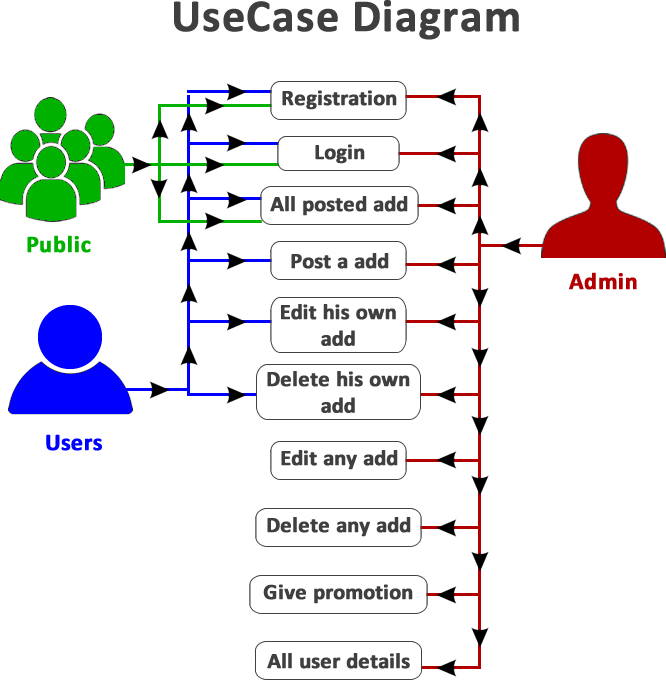 UseCase Diagram
Registration
Login
All posted add
Public
Post a add
Admin
Edit his own
add
Delete his own
add
Users
Edit any add
Delete any add
Give promotion
All user details